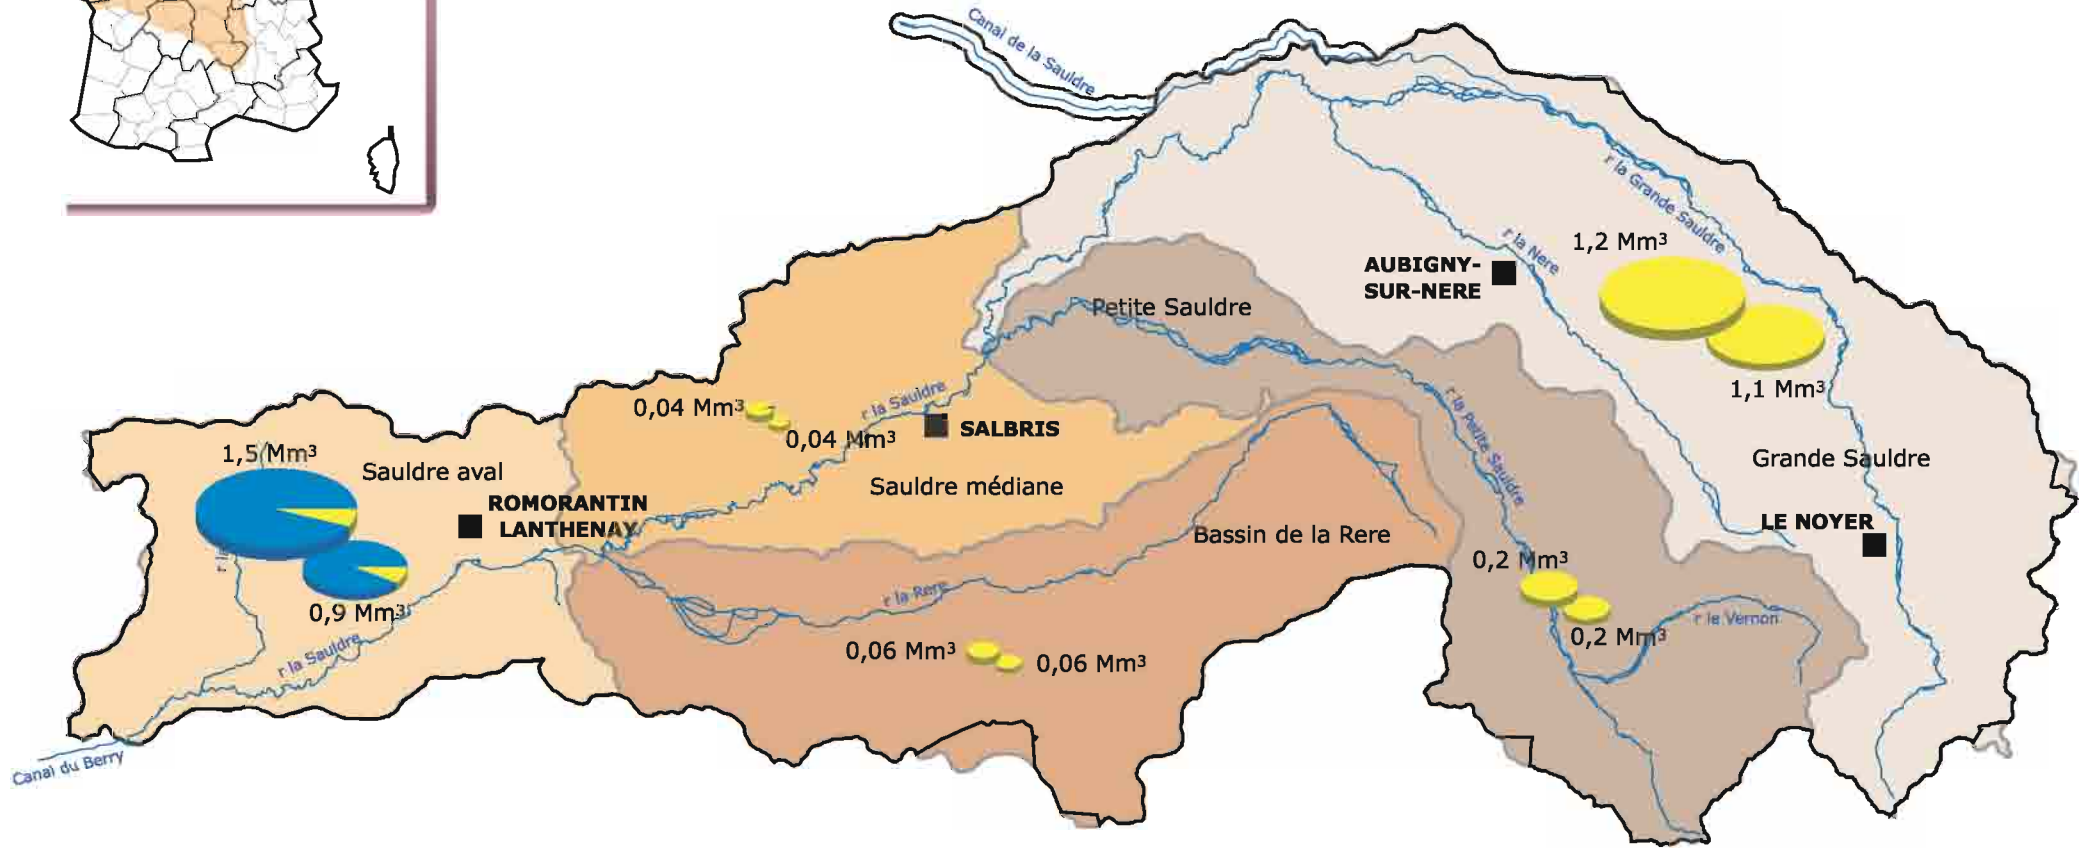 Canal de la Sauldre
r la Grande Sauldre
1,2 Mm³
r la Nere
AUBIGNY-
SUR-NERE
Petite Sauldre
1,1 Mm³
r la Sauldre
0,04 Mm³
0,04 Mm³
SALBRIS
r la Petite Sauldre
1,5 Mm³
Sauldre aval
Grande Sauldre
Sauldre médiane
ROMORANTIN
LANTHENAY
LE NOYER
Bassin de la Rere
0,2 Mm³
r la Rere
0,9 Mm³
r le Vernon
0,2 Mm³
r la Sauldre
0,06 Mm³
0,06 Mm³
Canal du Berry